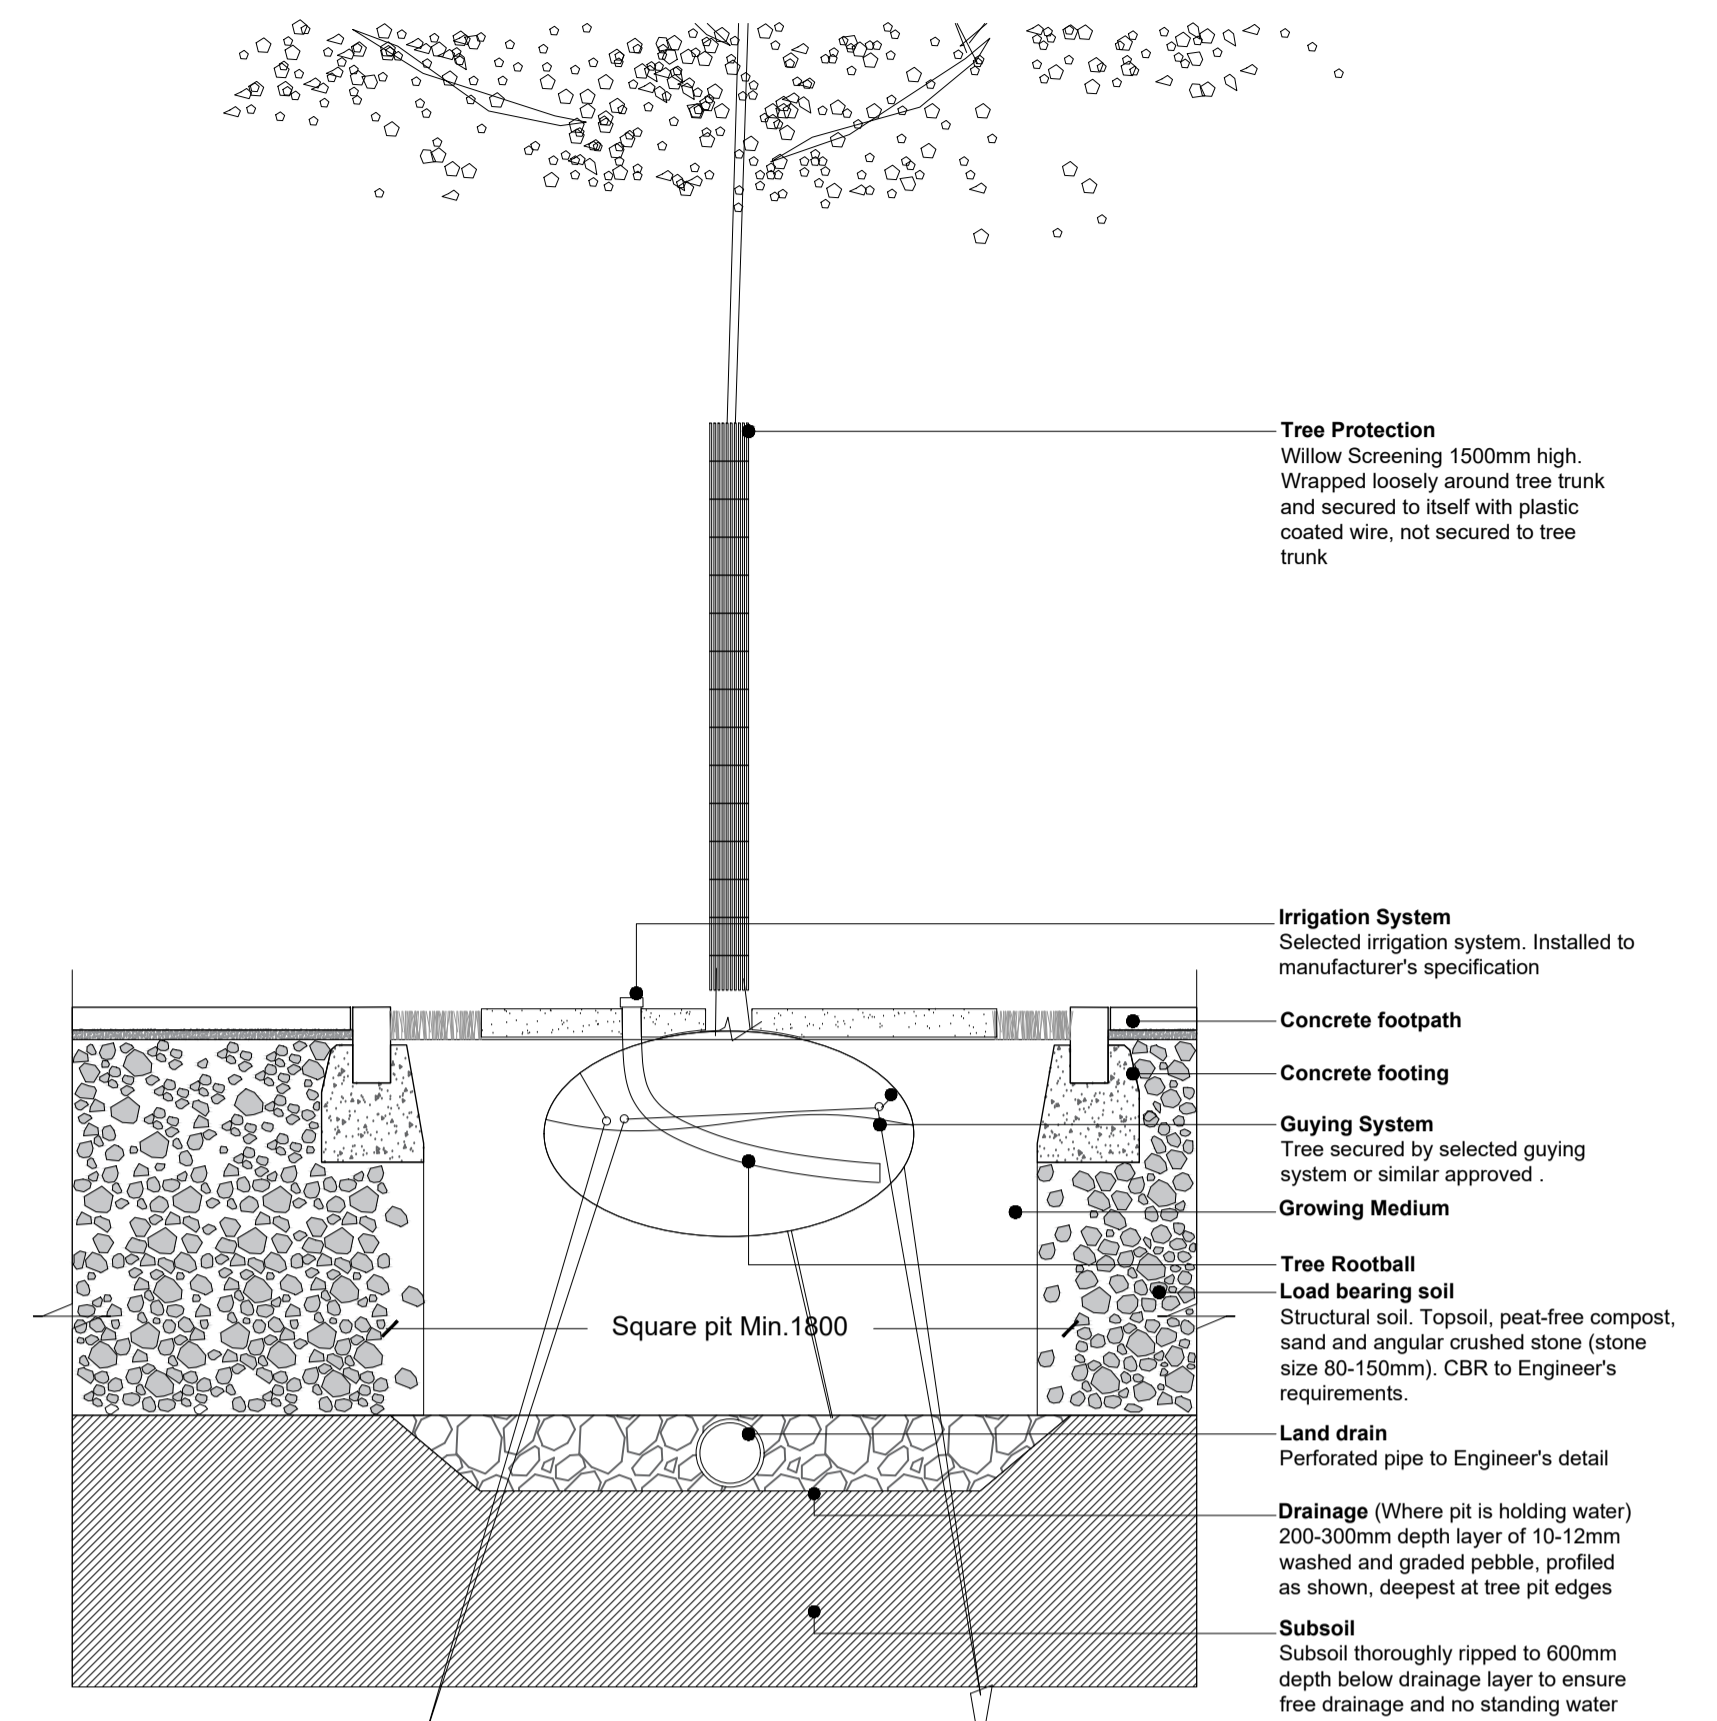 Tree Protection
Willow Screening 1500mm high.
Wrapped loosely around tree trunk
and secured to itself with plastic
coated wire, not secured to tree
trunk
Irrigation System
Selected irrigation system. Installed to
manufacturer's specification
Concrete footpath
Concrete footing
Guying System
Tree secured by selected guying
system or similar approved .
Growing Medium
Tree Rootball
Load bearing soil
Structural soil. Topsoil, peat-free compost,
sand and angular crushed stone (stone
size 80-150mm). CBR to Engineer's
requirements.
Square pit Min.1800
Land drain
Perforated pipe to Engineer's detail
Drainage (Where pit is holding water)
200-300mm depth layer of 10-12mm
washed and graded pebble, profiled
as shown, deepest at tree pit edges
Subsoil
Subsoil thoroughly ripped to 600mm
depth below drainage layer to ensure
free drainage and no standing water